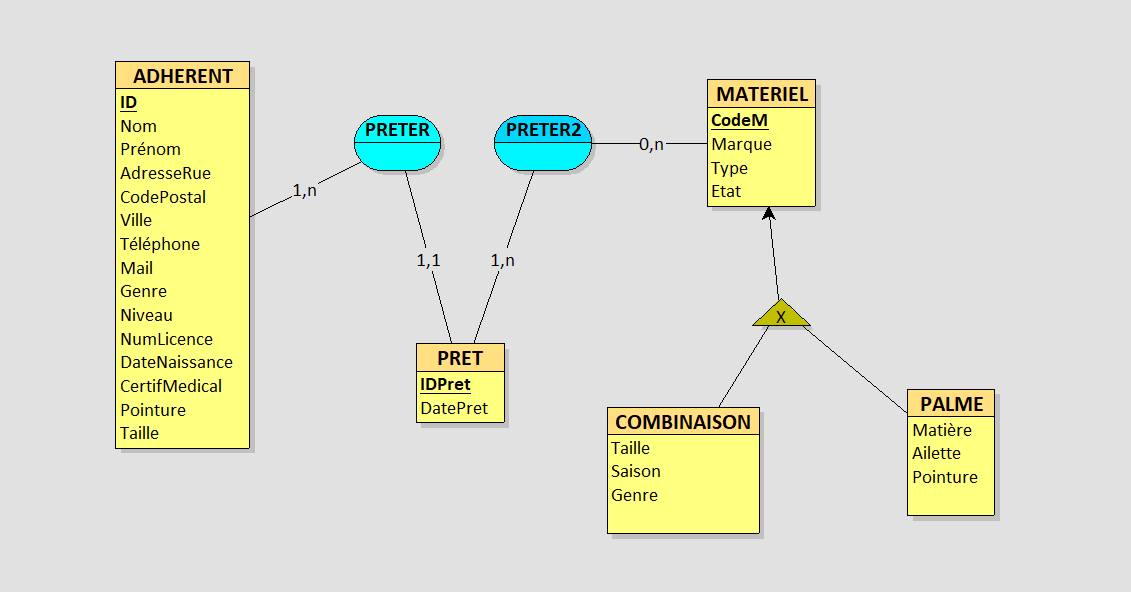 ADHERENT
ID
Nom
Prénom
AdresseRue
CodePostal
Ville
Téléphone
Mail
Genre
Niveau
NumLicence
DateNaissance
CertifMedical
Pointure
Taille
1,n
PRETER
1,1
PRETER2
1,n
0,n
PRET
IDPret
DatePret
MATERIEL
CodeM
Marque
Type
Etat
X
COMBINAISON
Taille
Saison
Genre
PALME
Matière
Ailette
Pointure